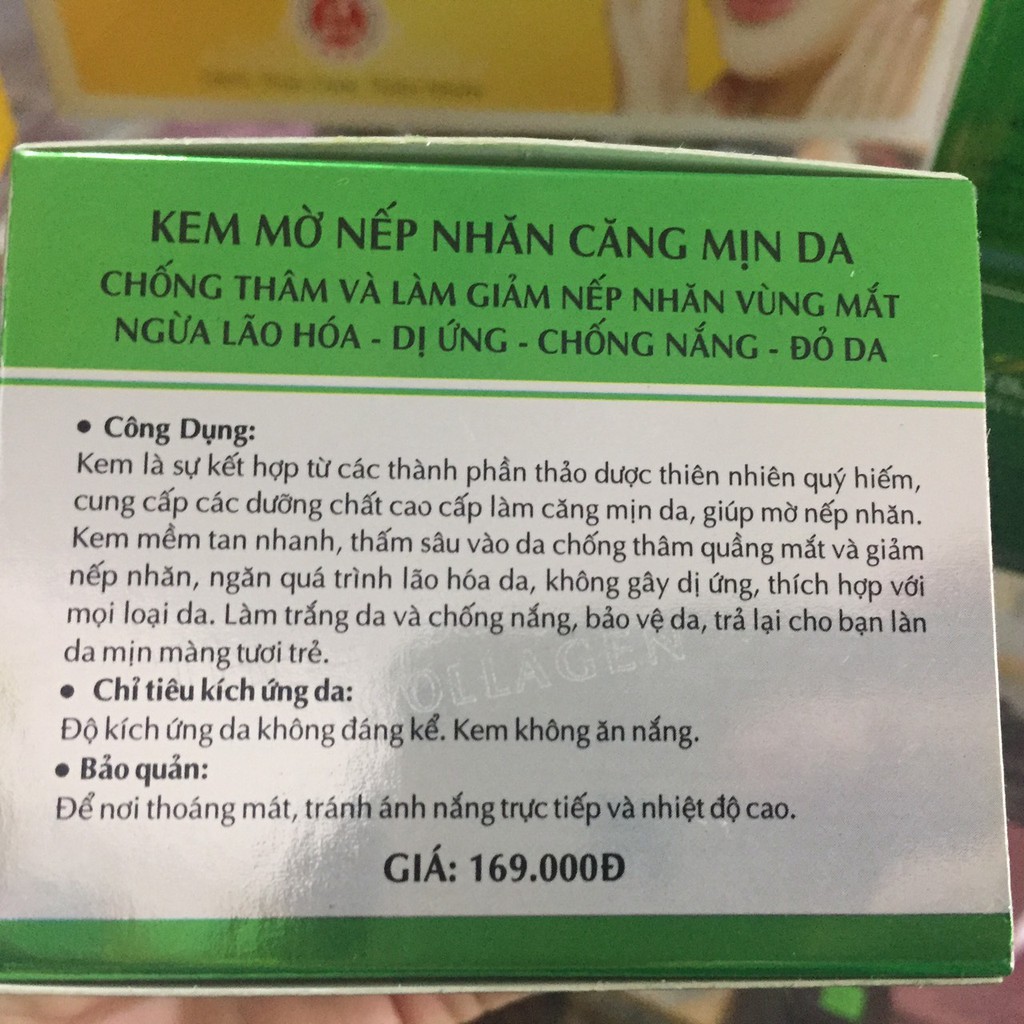 KEM MỜ NẾP NHĂN CĂNG MỊN DA
CHỐNG THÂM VÀ LÀM GIẢM NẾP NHĂN VÙNG MẮT
NGỪA LÃO HÓA - DỊ ỨNG - CHỐNG NẮNG - ĐỎ DA
• Công Dụng:
Kem là sự kết hợp từ các thành phần thảo dược thiên nhiên quý hiếm,
cung cấp các dưỡng chất cao cấp làm căng mịn da, giúp mờ nếp nhăn.
Kem mềm tan nhanh, thấm sâu vào da chống thâm quầng mắt và giảm
nếp nhăn, ngăn quá trình lão hóa da, không gây dị ứng, thích hợp với
mọi loại da. Làm trắng da và chống nắng, bảo vệ da, trả lại cho bạn làn
da mịn màng tươi trẻ.
COLLAGEN
• Chỉ tiêu kích ứng da:
Độ kích ứng da không đáng kể. Kem không ăn nắng.
• Bảo quản:
Để nơi thoáng mát, tránh ánh nắng trực tiếp và nhiệt độ cao.
GIÁ: 169.000Đ